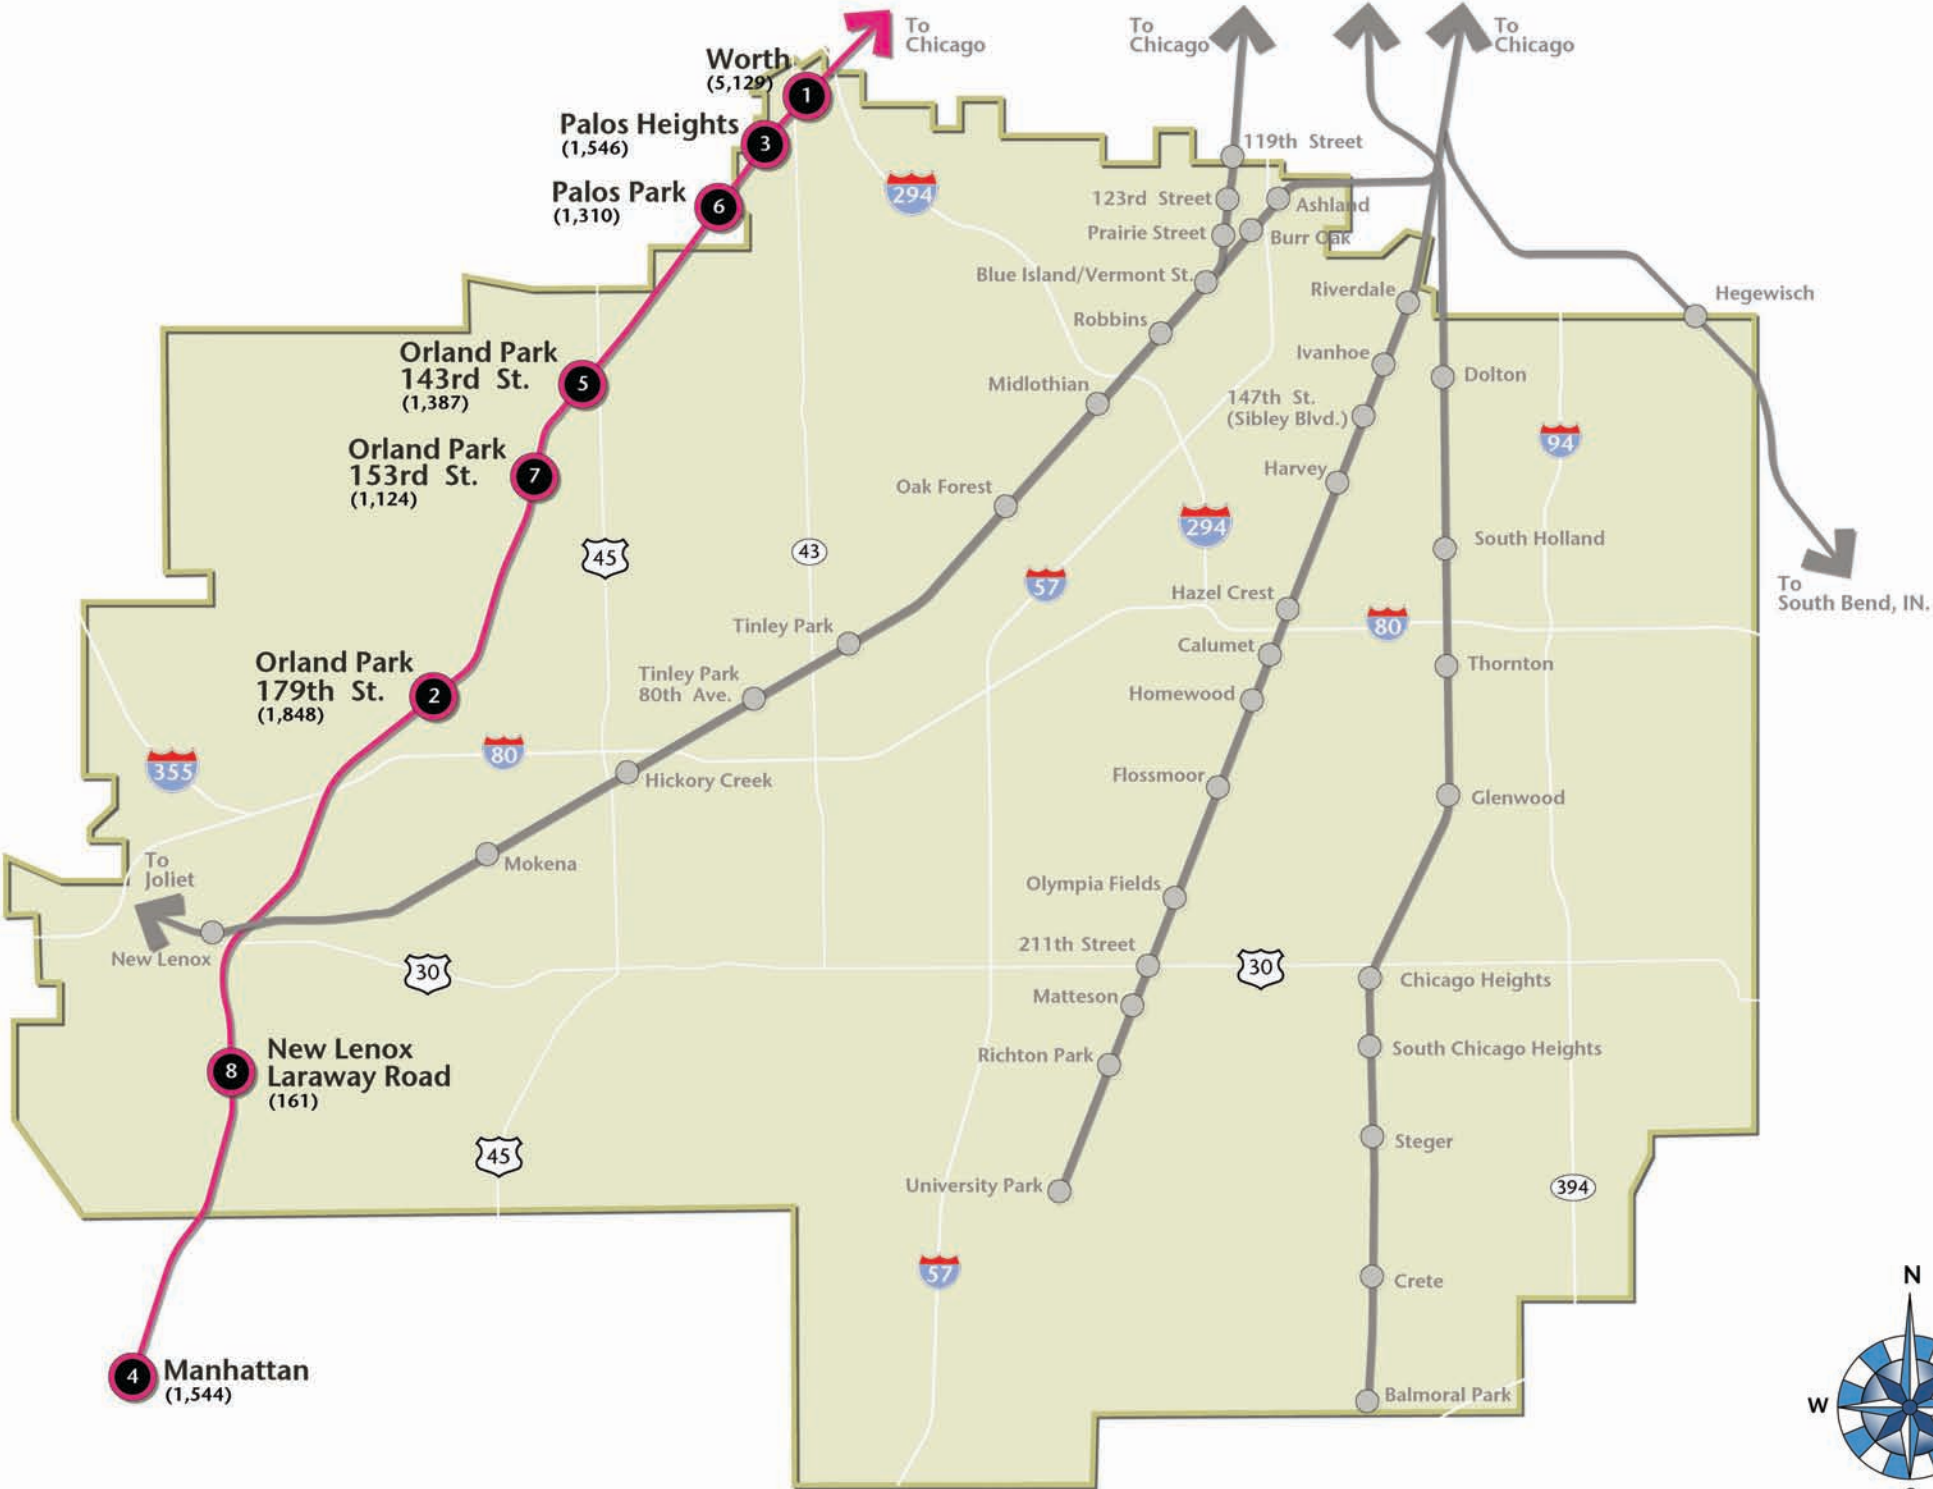 To
Chicago
To
Chicago
To
Chicago
Worth
(5,129)
1
Palos Heights
(1,546)
3
Palos Park
(1,310)
6
294
119th Street
123rd Street
Ashland
Prairie Street
Burr Oak
Blue Island/Vermont St.
Riverdale
Hegewisch
Robbins
Orland Park
143rd St.
(1,387)
5
Ivanhoe
Dolton
Midlothian
147th St.
(Sibley Blvd.)
94
Orland Park
153rd St.
(1,124)
7
Harvey
Oak Forest
294
South Holland
45
43
57
To
South Bend, IN.
Hazel Crest
80
Tinley Park
Calumet
Thornton
Orland Park
179th St.
(1,848)
2
Tinley Park
80th Ave.
Homewood
355
80
Hickory Creek
Flossmoor
Glenwood
To
Joliet
Mokena
Olympia Fields
New Lenox
30
211th Street
30
Chicago Heights
Matteson
New Lenox
Laraway Road
(161)
8
Richton Park
South Chicago Heights
45
Steger
University Park
394
57
Crete
N
Manhattan
(1,544)
4
Balmoral Park
W